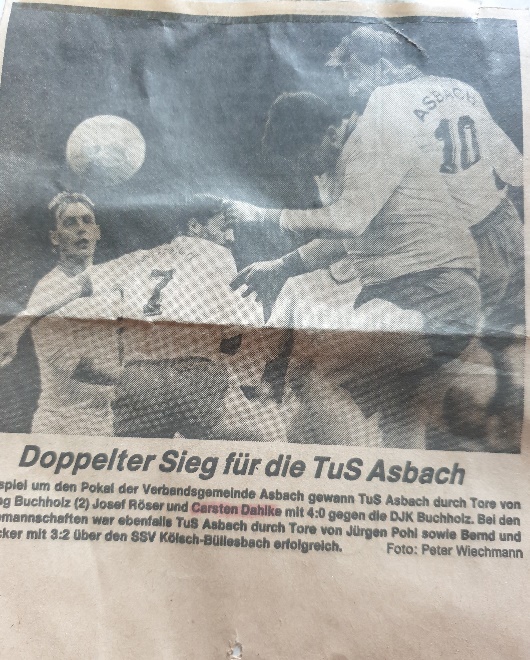 ASBACH
10
7
Doppelter Sieg für die TuS Asbach
spiel um den Pokal der Verbandsgemeinde Asbach gewann TuS Asbach durch Tore von
Buchholz (2) Josef Röser und Carsten Dahlke mit 4:0 gegen die DJK Buchholz. Bei den
mannschaften war ebenfalls TuS Asbach durch Tore von Jürgen Pohl sowie Bernd und
cker mit 3:2 über den SSV Kölsch-Büllesbach erfolgreich. Foto: Peter Wiechmann